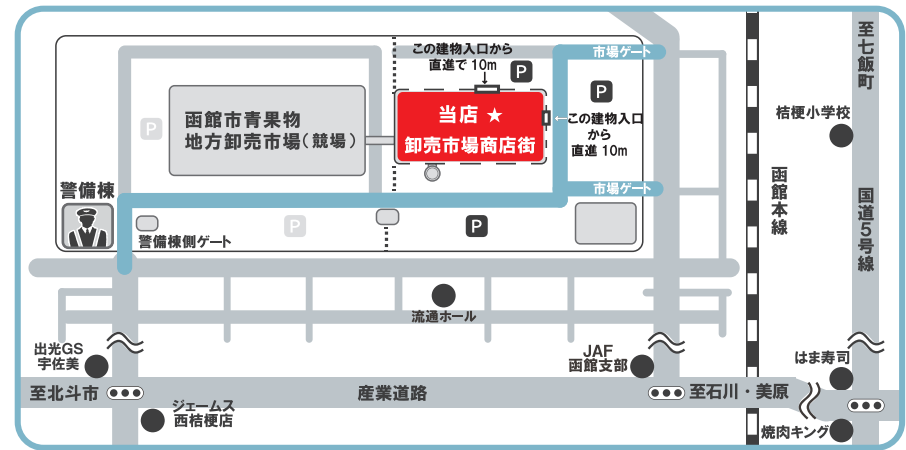 この建物入口から
直進で10m
P
市場ゲート
至七飯町
P
桔梗小学校
函館市青果物
地方卸売市場(競場)
P
当店 ★
卸売市場商店街
←この建物入口
から
直進10m
函館本線
警備棟
市場ゲート
国道5号線
P
P
警備棟側ゲート
流通ホール
出光GS
宇佐美
JAF
函館支部
はま寿司
至北斗市
産業道路
至石川・美原
ジェームス
西桔梗店
焼肉キング